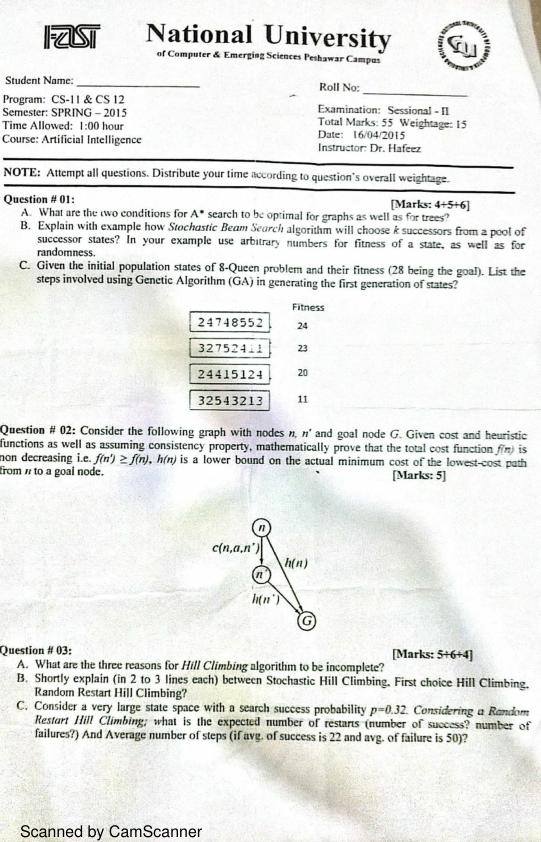 FAST
National University
of Computer & Emerging Sciences Peshawar Campus
Student Name:
Roll No:
Program: CS-11 & CS 12
Semester: SPRING – 2015
Time Allowed: 1:00 hour
Course: Artificial Intelligence
Examination: Sessional - II
Total Marks: 55 Weightage: 15
Date: 16/04/2015
Instructor: Dr. Hafeez
NOTE: Attempt all questions. Distribute your time according to question's overall weightage.
Question # 01:
[Marks: 4+5+6]
A. What are the two conditions for A* search to be optimal for graphs as well as for trees?
B. Explain with example how Stochastic Beam Search algorithm will choose k successors from a pool of
successor states? In your example use arbitrary numbers for fitness of a state, as well as for
randomness.
C. Given the initial population states of 8-Queen problem and their fitness (28 being the goal). List the
steps involved using Genetic Algorithm (GA) in generating the first generation of states?
Fitness
24748552 24
32752411 23
24415124 20
32543213 11
Question # 02: Consider the following graph with nodes n, n' and goal node G. Given cost and heuristic
functions as well as assuming consistency property, mathematically prove that the total cost function f(n) is
non decreasing i.e. f(n') ≥ f(n), h(n) is a lower bound on the actual minimum cost of the lowest-cost path
from n to a goal node. [Marks: 5]
n
c(n,a,n')
h(n)
n'
h(n')
G
Question # 03:
[Marks: 5+6+4]
A. What are the three reasons for Hill Climbing algorithm to be incomplete?
B. Shortly explain (in 2 to 3 lines each) between Stochastic Hill Climbing, First choice Hill Climbing,
Random Restart Hill Climbing?
C. Consider a very large state space with a search success probability p=0.32. Considering a Random
Restart Hill Climbing; what is the expected number of restarts (number of success? number of
failures?) And Average number of steps (if avg. of success is 22 and avg. of failure is 50)?
Scanned by CamScanner